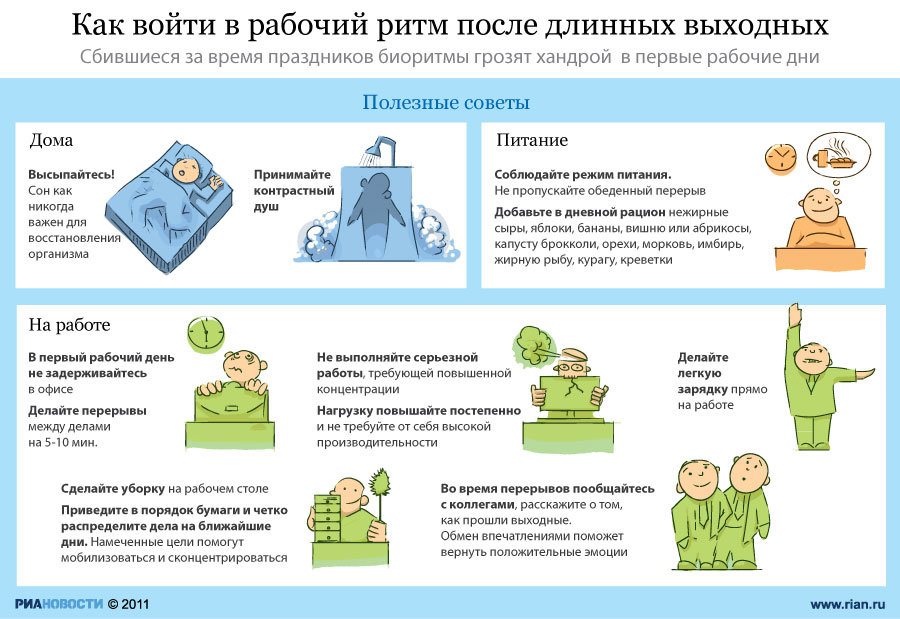 Как войти в рабочий ритм после длинных выходных
Сбившиеся за время праздников биоритмы грозят хандрой в первые рабочие дни
Полезные советы
Дома
Высыпайтесь!
Сон как
никогда
важен для
восстановления
организма
Принимайте
контрастный
душ
Питание
Соблюдайте режим питания.
Не пропускайте обеденный перерыв
Добавьте в дневной рацион нежирные
сыры, яблоки, бананы, вишню или абрикосы,
капусту брокколи, орехи, морковь, имбирь,
жирную рыбу, курагу, креветки
На работе
В первый рабочий день
не задерживайтесь
в офисе
Делайте перерывы
между делами
на 5-10 мин.
Не выполняйте серьезной
работы, требующей повышенной
концентрации
Нагрузку повышайте постепенно
и не требуйте от себя высокой
производительности
Делайте
легкую
зарядку прямо
на работе
Сделайте уборку на рабочем столе
Приведите в порядок бумаги и четко
распределите дела на ближайшие
дни. Намеченные цели помогут
мобилизоваться и сконцентрироваться
Во время перерывов пообщайтесь
с коллегами, расскажите о том,
как прошли выходные.
Обмен впечатлениями поможет
вернуть положительные эмоции
РИАНОВОСТИ © 2011
www.rian.ru